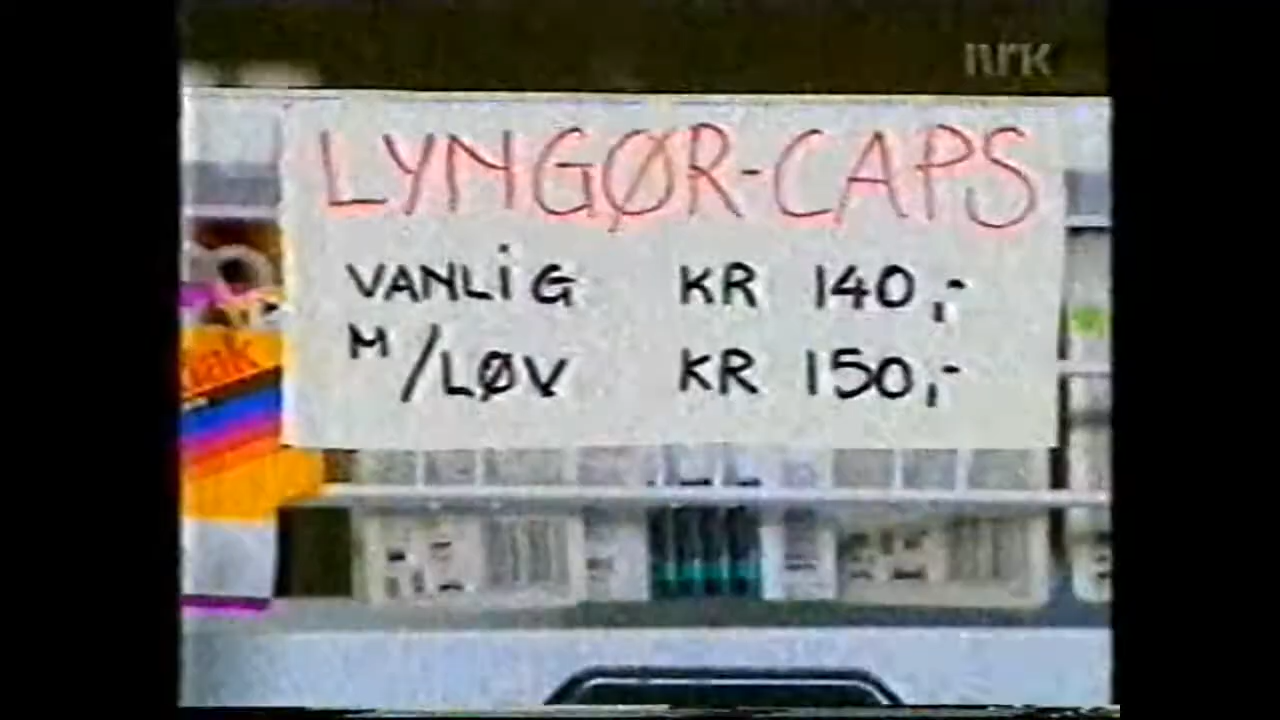 nrk
LYNGØR-CAPS
VANLiG KR 140,-
M/LØV KR 150,-